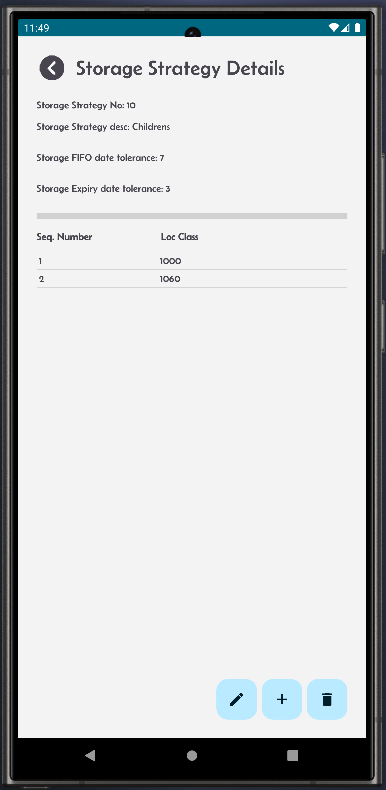 11:49
Storage Strategy Details
Storage Strategy No: 10
Storage Strategy desc: Childrens
Storage FIFO date tolerance: 7
Storage Expiry date tolerance: 3
Seq. Number Loc Class
1 1000
2 1060